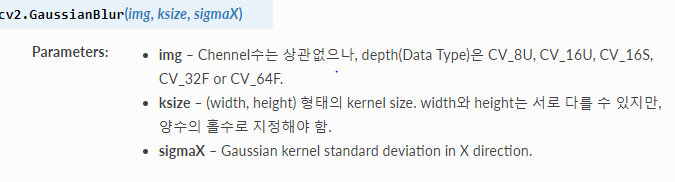 cv2.GaussianBlur(img, ksize, sigmaX)
Parameters:
• img – Chennel수는 상관없으나, depth(Data Type)은 CV_8U, CV_16U, CV_16S,
CV_32F or CV_64F.
• ksize – (width, height) 형태의 kernel size. width와 height는 서로 다를 수 있지만,
양수의 홀수로 지정해야 함.
• sigmaX – Gaussian kernel standard deviation in X direction.